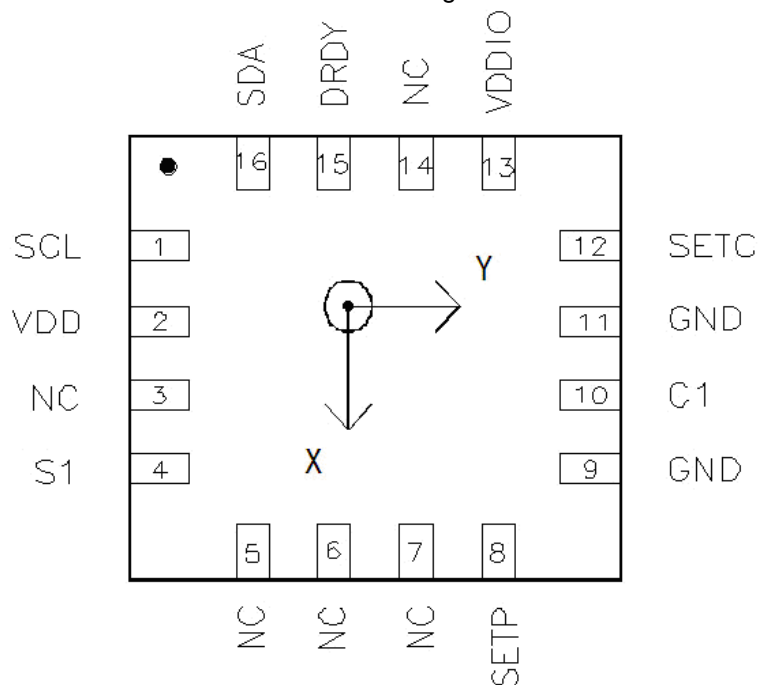 SDA DRDY NC VDDIO
16 15 14 13
SCL 1 12 SETC
Y
VDD 2 11 GND
NC 3 10 C1
X
S1 4 9 GND
5 6 7 8
NC NC NC SETP